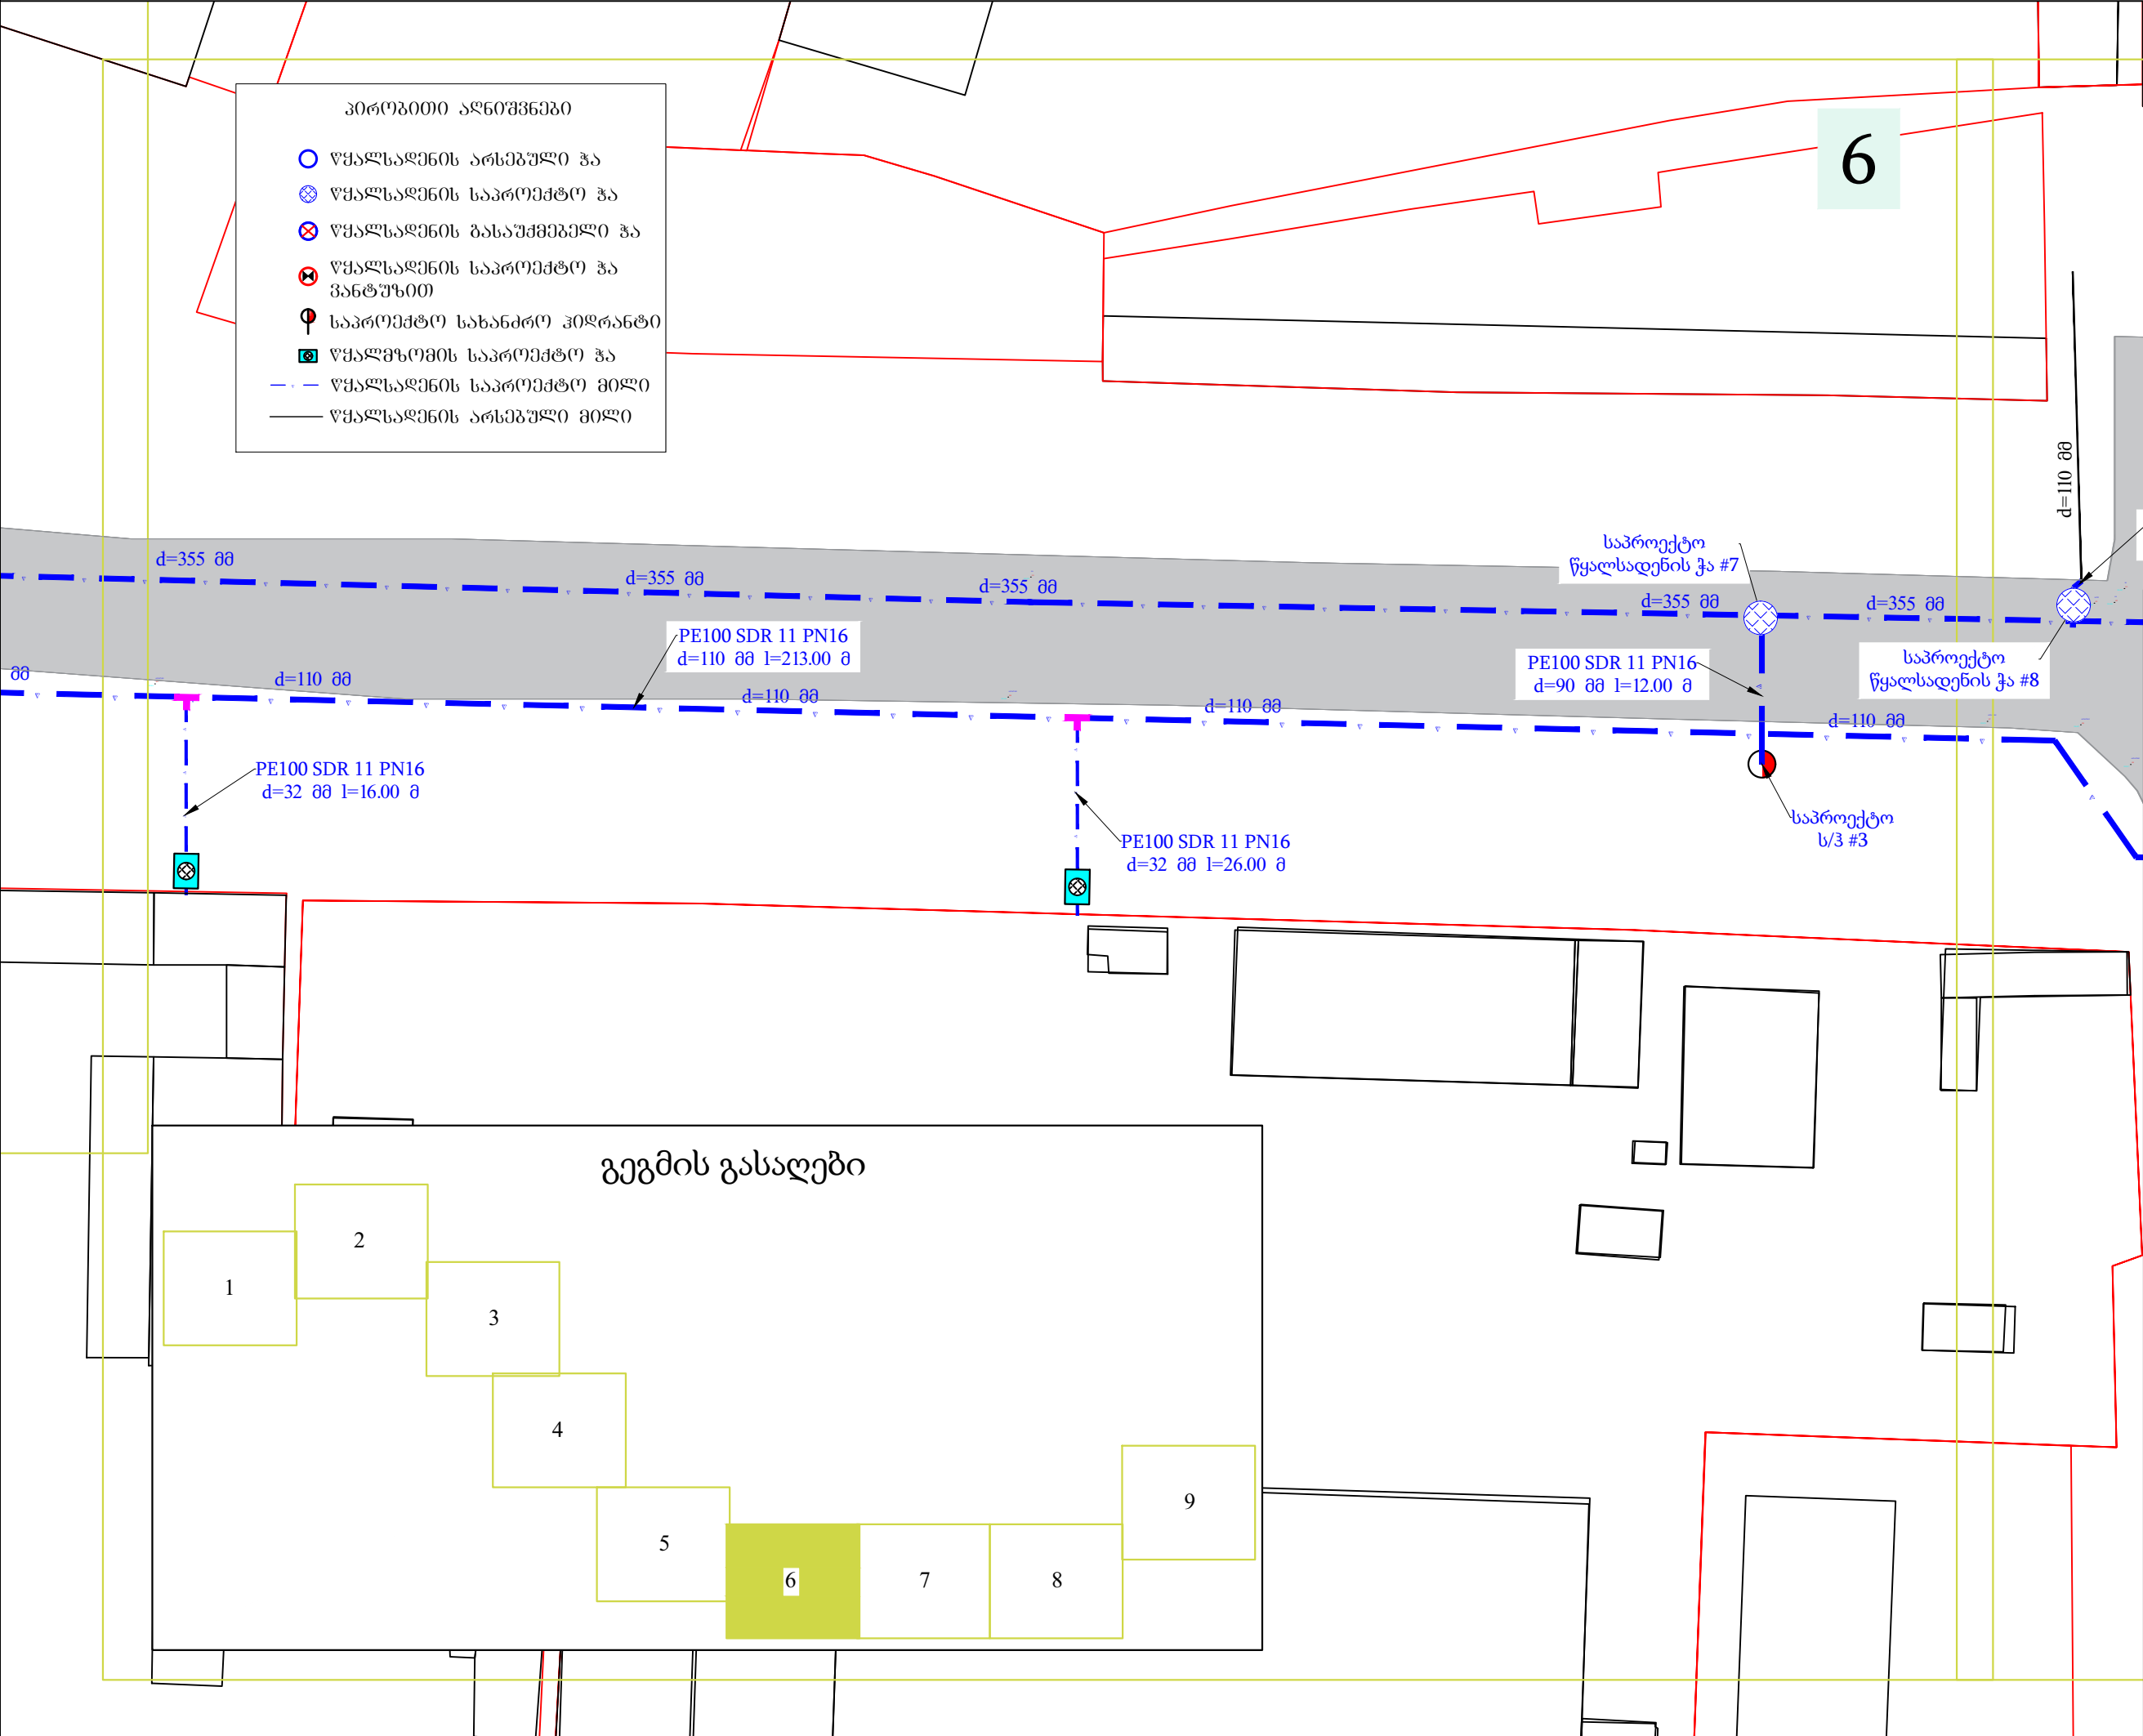 პირობითი აღნიშვნები
წყალსადენის არსებული ჭა
წყალსადენის საპროექტო ჭა
წყალსადენის გასაუქმებელი ჭა
წყალსადენის საპროექტო ჭა
ვანტუზით
საპროექტო სახანძრო ჰიდრანტი
წყალმზომის საპროექტო ჭა
წყალსადენის საპროექტო მილი
წყალსადენის არსებული მილი
6
d=110 მმ
d=355 მმ
d=355 მმ
d=355 მმ
საპროექტო
წყალსადენის ჭა #7
d=355 მმ
d=355 მმ
PE100 SDR 11 PN16
d=110 მმ l=213.00 მ
PE100 SDR 11 PN16
d=90 მმ l=12.00 მ
საპროექტო
წყალსადენის ჭა #8
მმ
d=110 მმ
d=110 მმ
d=110 მმ
d=110 მმ
PE100 SDR 11 PN16
d=32 მმ l=16.00 მ
PE100 SDR 11 PN16
d=32 მმ l=26.00 მ
საპროექტო
ს/ჰ #3
გეგმის გასაღები
1
2
3
4
5
6
7
8
9